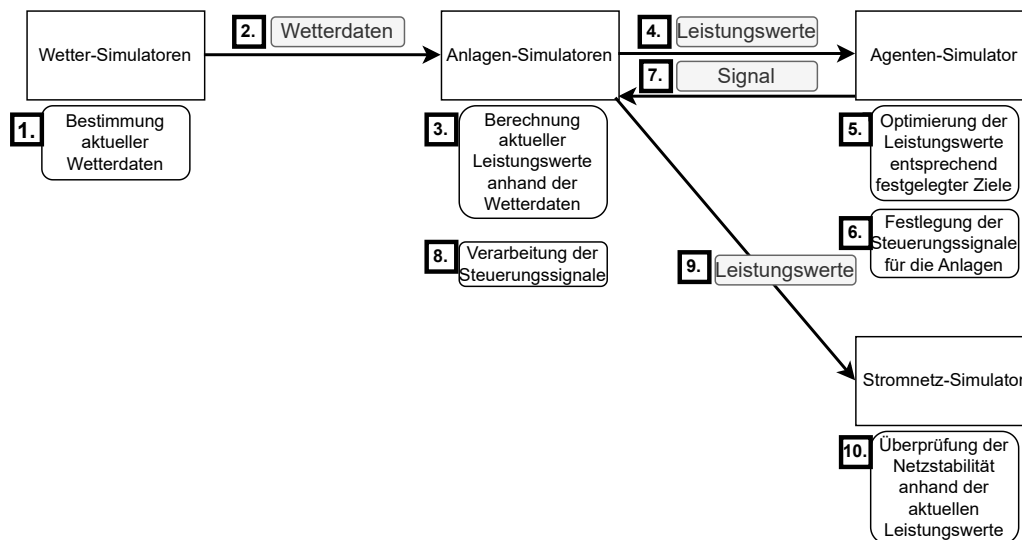 Wetter-Simulatoren
2.
Wetterdaten
Anlagen-Simulatoren
4.
Leistungswerte
7.
Signal
Agenten-Simulator
1.
Bestimmung
aktueller
Wetterdaten
3.
Berechnung
aktueller
Leistungswerte
anhand der
Wetterdaten
5.
Optimierung der
Leistungswerte
entsprechend
festgelegter Ziele
6.
Festlegung der
Steuerungssignale
für die Anlagen
8.
Verarbeitung der
Steuerungssignale
9.
Leistungswerte
Stromnetz-Simulator
10.
Überprüfung der
Netzstabilität
anhand der
aktuellen
Leistungswerte